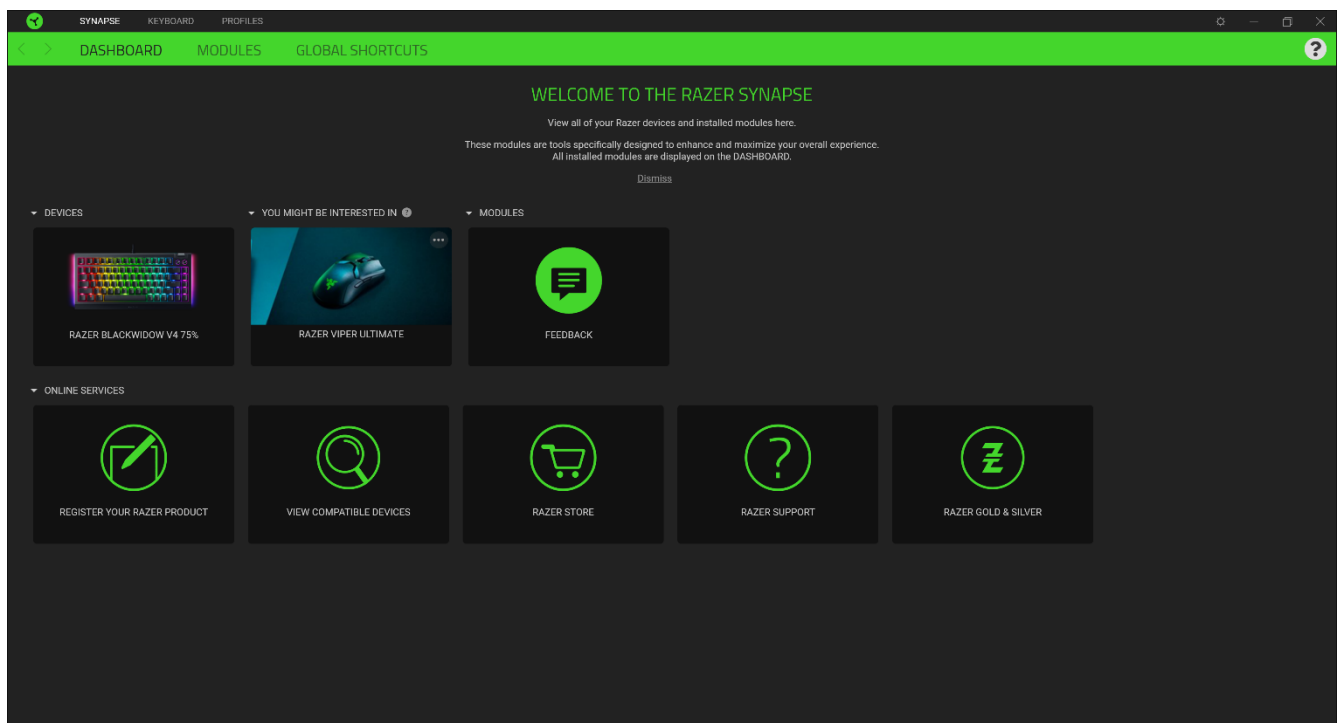 SYNAPSE KEYBOARD PROFILES
DASHBOARD MODULES GLOBAL SHORTCUTS
?
WELCOME TO THE RAZER SYNAPSE
View all of your Razer devices and installed modules here.
These modules are tools specifically designed to enhance and maximize your overall experience.
All installed modules are displayed on the DASHBOARD.
Dismiss
DEVICES
YOU MIGHT BE INTERESTED IN ?
MODULES
RAZER BLACKWIDOW V4 75%
RAZER VIPER ULTIMATE
FEEDBACK
ONLINE SERVICES
REGISTER YOUR RAZER PRODUCT
VIEW COMPATIBLE DEVICES
RAZER STORE
?
RAZER SUPPORT
RAZER GOLD & SILVER